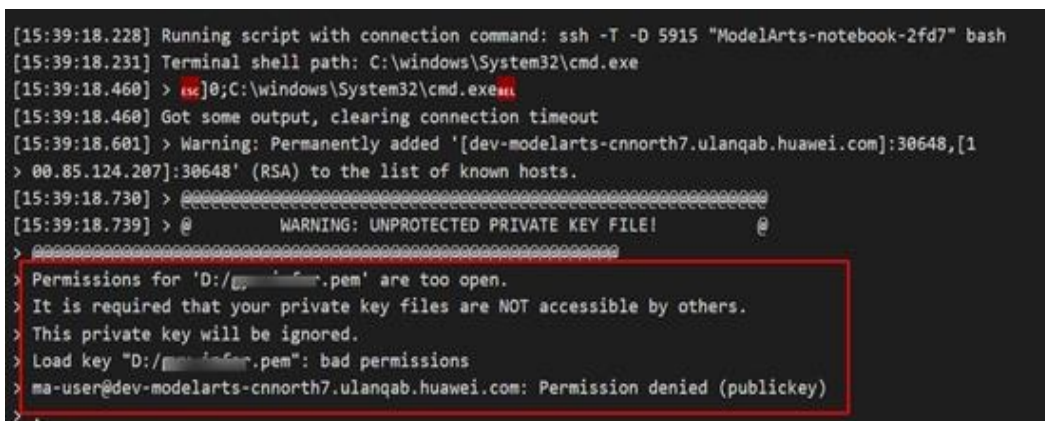 [15:39:18.228] Running script with connection command: ssh -T -D 5915 "ModelArts-notebook-2fd7" bash
[15:39:18.231] Terminal shell path: C:\windows\System32\cmd.exe
[15:39:18.460] > ESC]0;C:\windows\System32\cmd.exeBEL
[15:39:18.460] Got some output, clearing connection timeout
[15:39:18.601] > Warning: Permanently added '[dev-modelarts-cnnorth7.ulanqab.huawei.com]:30648,[1
> 00.85.124.207]:30648' (RSA) to the list of known hosts.
[15:39:18.730] > @@@@@@@@@@@@@@@@@@@@@@@@@@@@@@@@@@@@@@@@@@@@@@@@@@@@@@@@@@@
[15:39:18.739] > @         WARNING: UNPROTECTED PRIVATE KEY FILE!          @
> @@@@@@@@@@@@@@@@@@@@@@@@@@@@@@@@@@@@@@@@@@@@@@@@@@@@@@@@@@@
> Permissions for 'D:/ .pem' are too open.
> It is required that your private key files are NOT accessible by others.
> This private key will be ignored.
> Load key "D:/ .pem": bad permissions
> ma-user@dev-modelarts-cnnorth7.ulanqab.huawei.com: Permission denied (publickey)
>